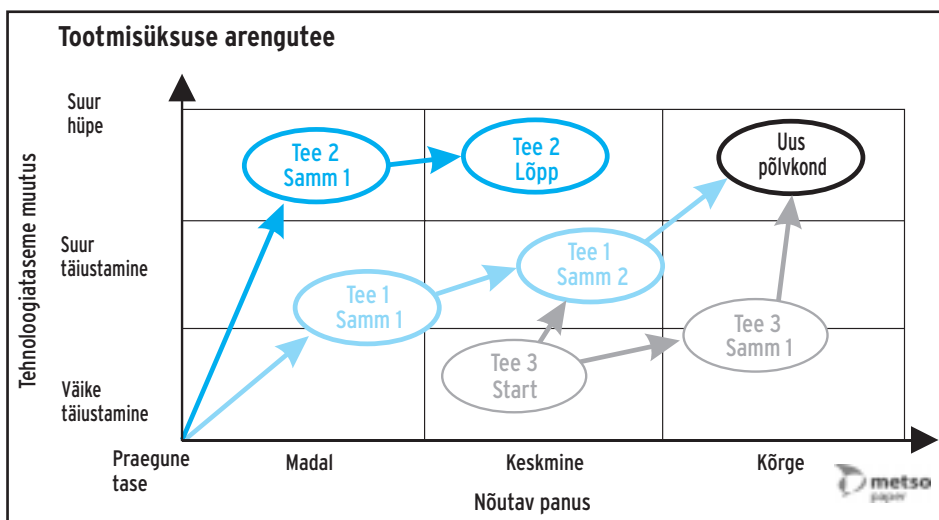 Tootmisüksuse arengutee
Tehnoloogiataseme muutus
Suur
hüpe
Suur
täiustamine
Väike
täiustamine
Tee 2
Samm 1
Tee 2
Lõpp
Uus
põlvkond
Tee 1
Samm 1
Tee 1
Samm 2
Tee 3
Start
Tee 3
Samm 1
Praegune
tase
Madal
Keskmine
Kõrge
Nõutav panus
metso
paper